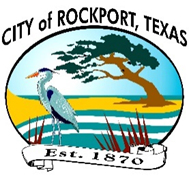 CITY of ROCKPORT, TEXAS
Est. 1870